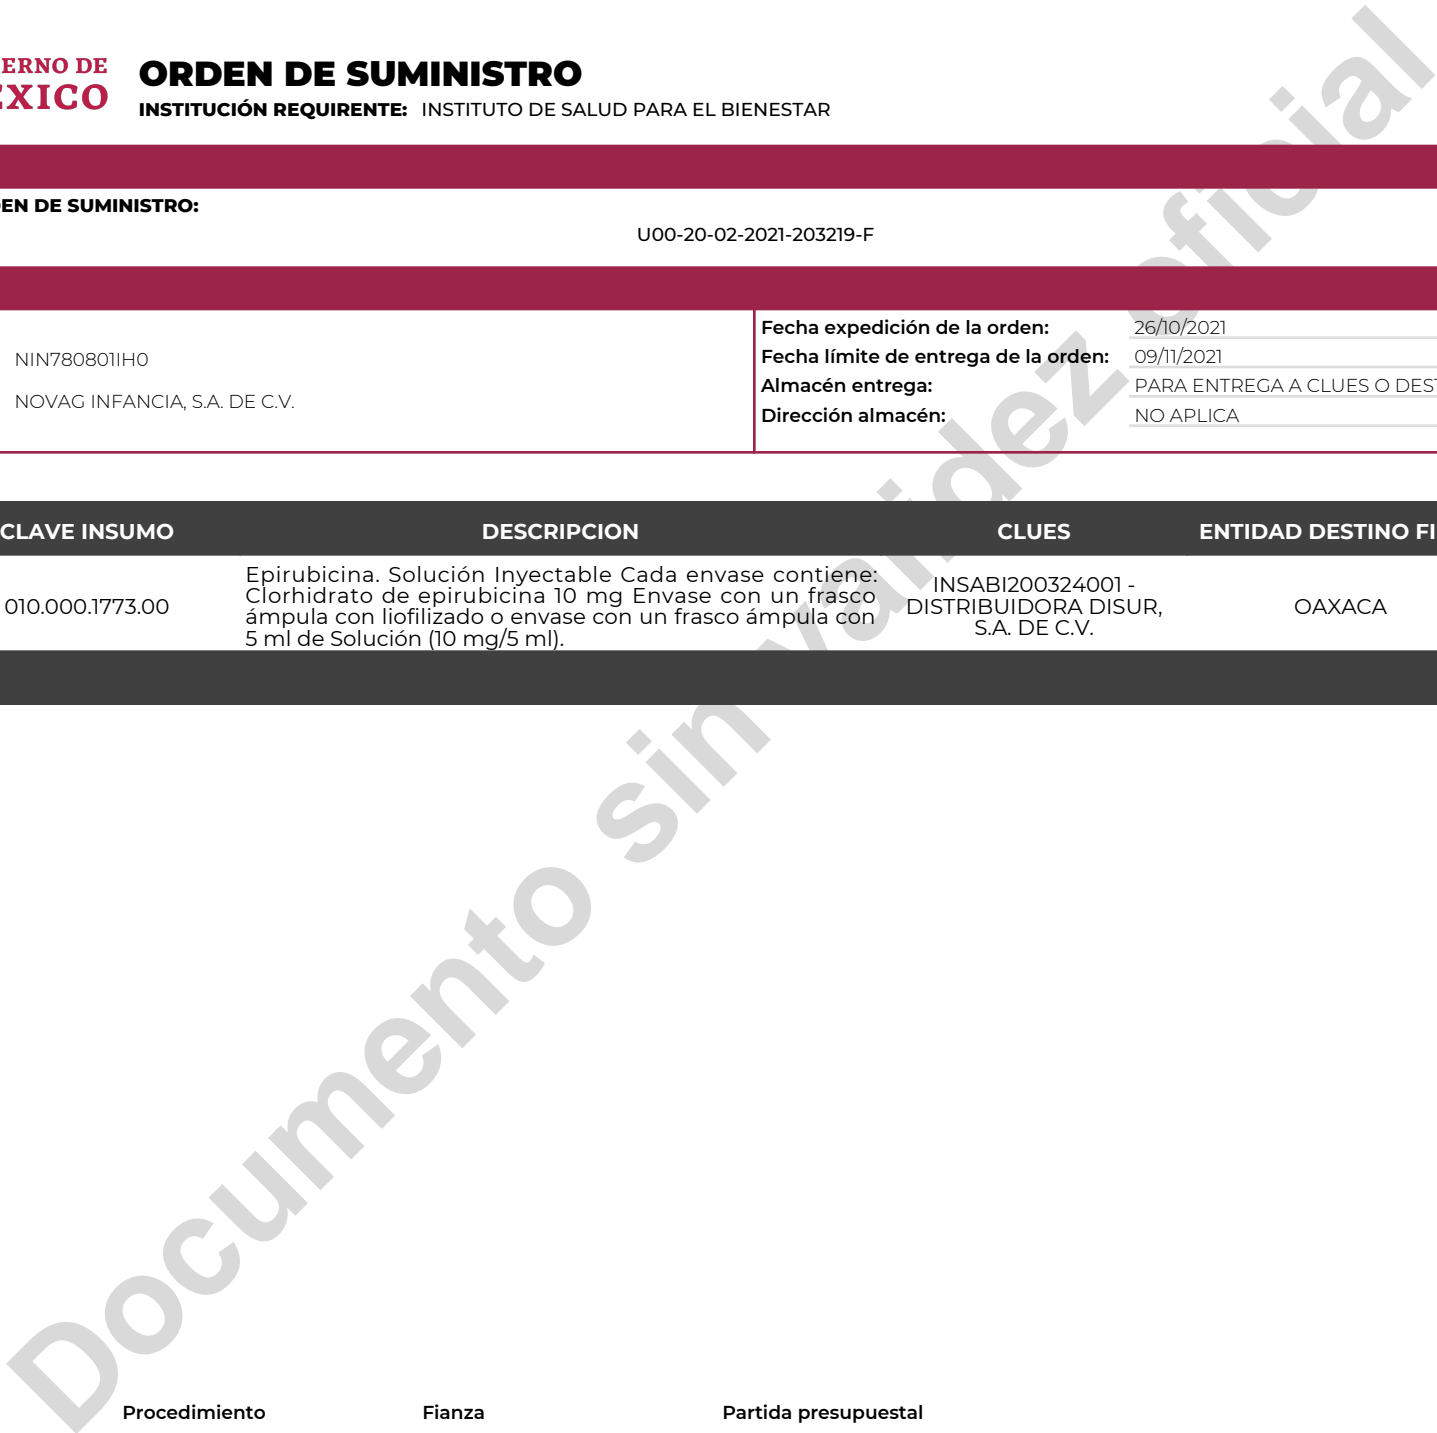 ERNO DE
ÉXICO
ORDEN DE SUMINISTRO
INSTITUCIÓN REQUIRENTE: INSTITUTO DE SALUD PARA EL BIENESTAR
EN DE SUMINISTRO:
U00-20-02-2021-203219-F
NIN780801IH0
NOVAG INFANCIA, S.A. DE C.V.
Fecha expedición de la orden: 26/10/2021
Fecha límite de entrega de la orden: 09/11/2021
Almacén entrega: PARA ENTREGA A CLUES O DEST
Dirección almacén: NO APLICA
CLAVE INSUMO DESCRIPCION CLUES ENTIDAD DESTINO FI
010.000.1773.00
Epirubicina. Solución Inyectable Cada envase contiene:
Clorhidrato de epirubicina 10 mg Envase con un frasco
ámpula con liofilizado o envase con un frasco ámpula con
5 ml de Solución (10 mg/5 ml).
INSABI200324001 -
DISTRIBUIDORA DISUR,
S.A. DE C.V.
OAXACA
Documento sin validez oficial
Procedimiento Fianza Partida presupuestal